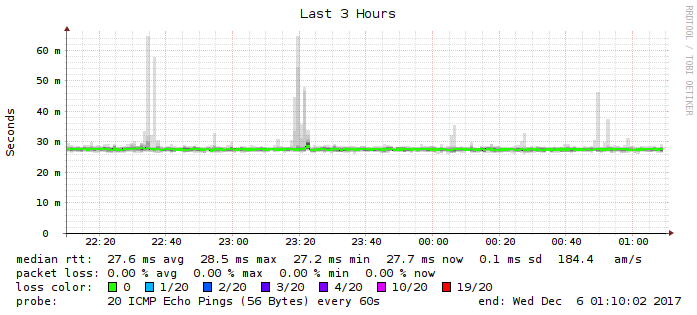 Last 3 Hours
RRDTOOL / TOBI OETIKER
Seconds
60 m
50 m
40 m
30 m
20 m
10 m
0
22:20 22:40 23:00 23:20 23:40 00:00 00:20 00:40 01:00
median rtt: 27.6 ms avg 28.5 ms max 27.2 ms min 27.7 ms now 0.1 ms sd 184.4 am/s
packet loss: 0.00 % avg 0.00 % max 0.00 % min 0.00 % now
loss color: 0 1/20 2/20 3/20 4/20 10/20 19/20
probe: 20 ICMP Echo Pings (56 Bytes) every 60s end: Wed Dec 6 01:10:02 2017